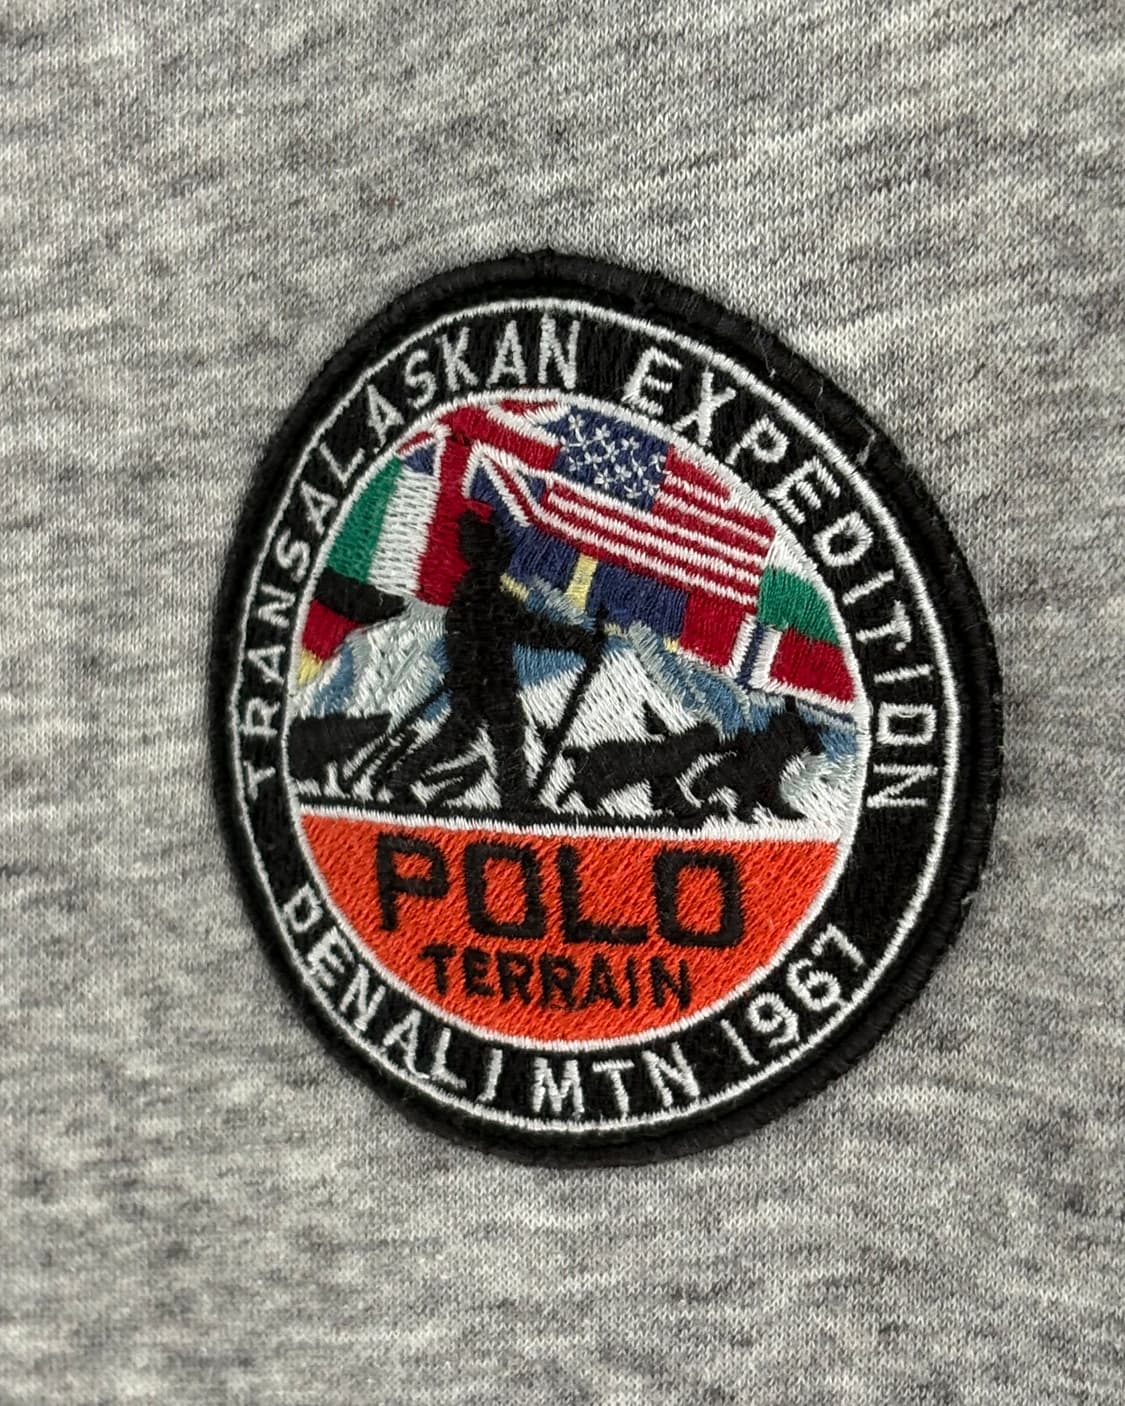 TRANSALASKAN EXPEDITION
POLO
TERRAIN
DENALI MTN 1967